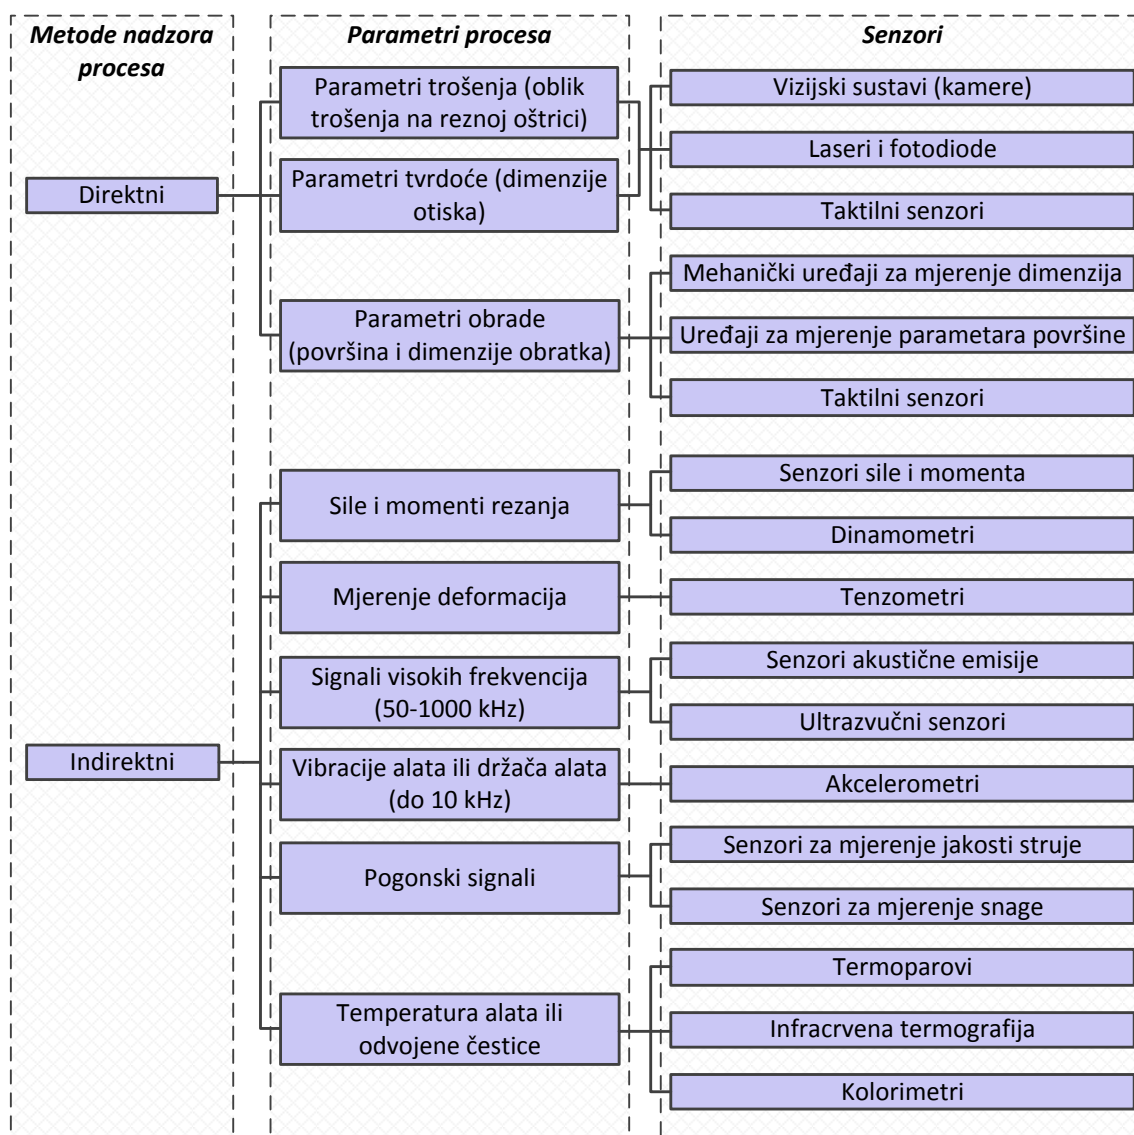 Metode nadzora
procesa
Parametri procesa
Senzori
Direktni
Parametri trošenja (oblik
trošenja na reznoj oštrici)
Parametri tvrdoće (dimenzije
otiska)
Vizijski sustavi (kamere)
Laseri i fotodiode
Taktilni senzori
Parametri obrade
(površina i dimenzije obratka)
Mehanički uređaji za mjerenje dimenzija
Uređaji za mjerenje parametara površine
Taktilni senzori
Indirektni
Sile i momenti rezanja
Senzori sile i momenta
Dinamometri
Mjerenje deformacija
Tenzometri
Signali visokih frekvencija
(50-1000 kHz)
Senzori akustične emisije
Ultrazvučni senzori
Vibracije alata ili držača alata
(do 10 kHz)
Akcelerometri
Pogonski signali
Senzori za mjerenje jakosti struje
Senzori za mjerenje snage
Temperatura alata ili
odvojene čestice
Termoparovi
Infracrvena termografija
Kolorimetri